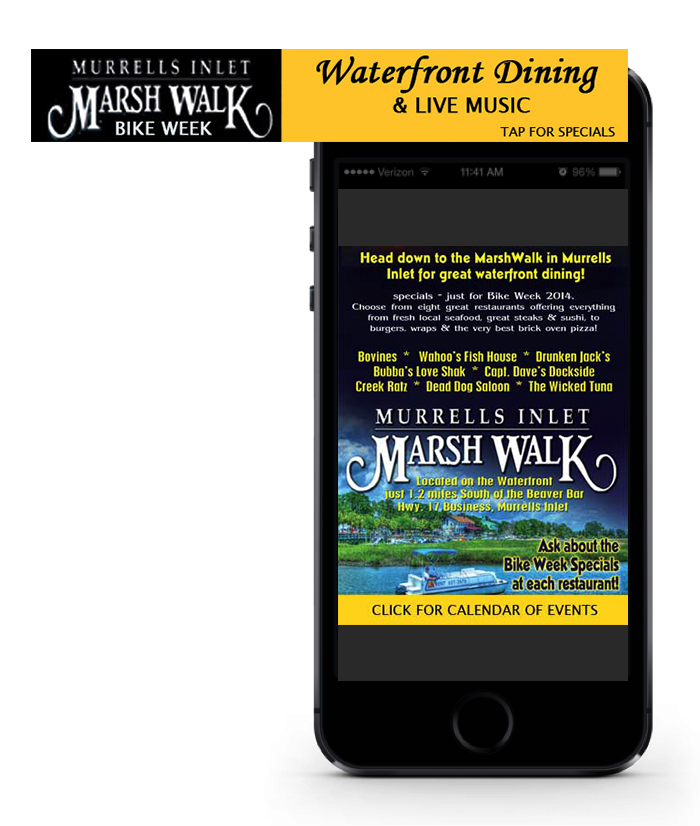 MURRELLS INLET
MARSH WALK
BIKE WEEK
Waterfront Dining
& LIVE MUSIC
TAP FOR SPECIALS
Verizon
11:41 AM
96%
Head down to the MarshWalk in Murrells
Inlet for great waterfront dining!
specials - just for Bike Week 2014.
Choose from eight great restaurants offering everything
from fresh local seafood, great steaks & sushi, to
burgers, wraps & the very best brick oven pizza!
Bovines * Wahoo's Fish House * Drunken Jack's
Bubba's Love Shak * Capt. Dave's Dockside
Creek Ratz * Dead Dog Saloon * The Wicked Tuna
MURRELLS INLET
MARSH WALK
Located on the Waterfront
just 1.2 miles South of the Beaver Bar
Hwy. 17 Business, Murrells Inlet
Ask about the
Bike Week Specials
at each restaurant!
CLICK FOR CALENDAR OF EVENTS